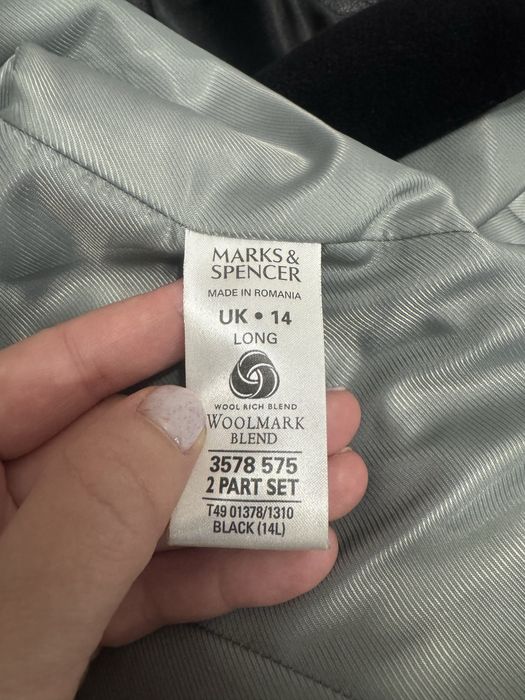 MARKS &
SPENCER
MADE IN ROMANIA
UK • 14
LONG
WOOL RICH BLEND
WOOLMARK
BLEND
3578 575
2 PART SET
T49 01378/1310
BLACK (14L)